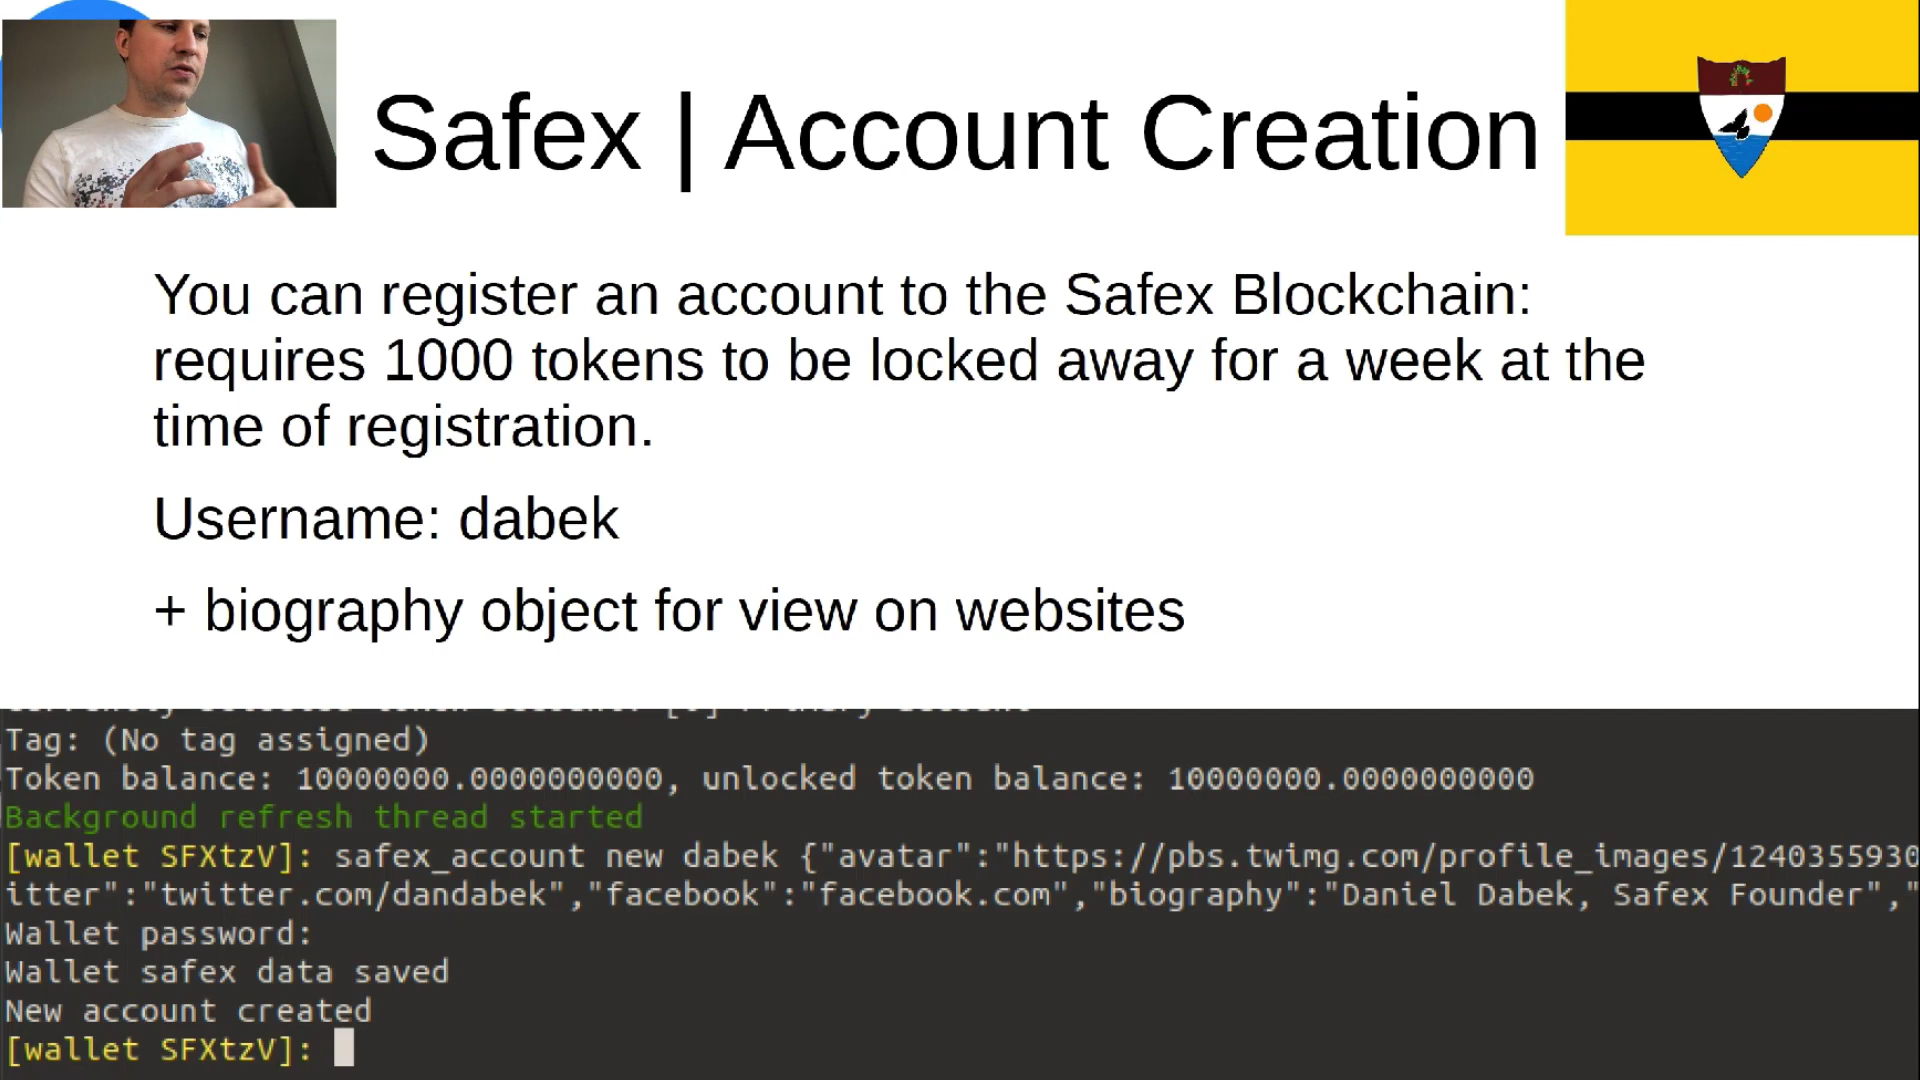 Safex | Account Creation
You can register an account to the Safex Blockchain:
requires 1000 tokens to be locked away for a week at the
time of registration.
Username: dabek
+ biography object for view on websites
Tag: (No tag assigned)
Token balance: 10000000.0000000000, unlocked token balance: 10000000.0000000000
Background refresh thread started
[wallet SFXtzV]: safex_account new dabek {"avatar":"https://pbs.twimg.com/profile_images/1240355930
itter":"twitter.com/dandabek","facebook":"facebook.com","biography":"Daniel Dabek, Safex Founder","
Wallet password:
Wallet safex data saved
New account created
[wallet SFXtzV]: